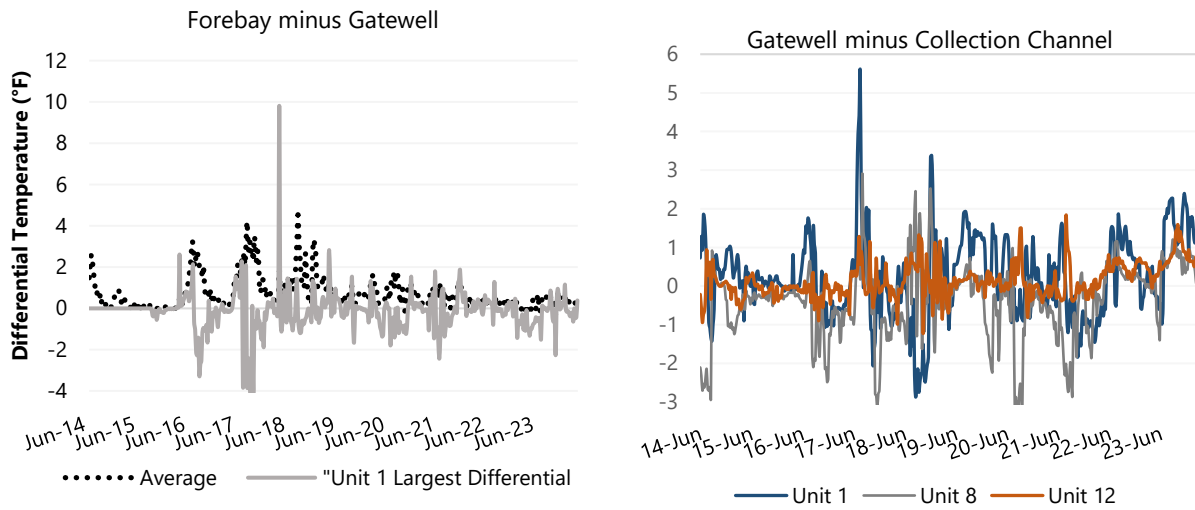 Forebay minus Gatewell
Differential Temperature (°F)
12
10
8
6
4
2
0
-2
-4
Jun-14
Jun-15
Jun-16
Jun-17
Jun-18
Jun-19
Jun-20
Jun-21
Jun-22
Jun-23
Average
"Unit 1 Largest Differential
Gatewell minus Collection Channel
6
5
4
3
2
1
0
-1
-2
-3
14-Jun
15-Jun
16-Jun
17-Jun
18-Jun
19-Jun
20-Jun
21-Jun
22-Jun
23-Jun
Unit 1
Unit 8
Unit 12